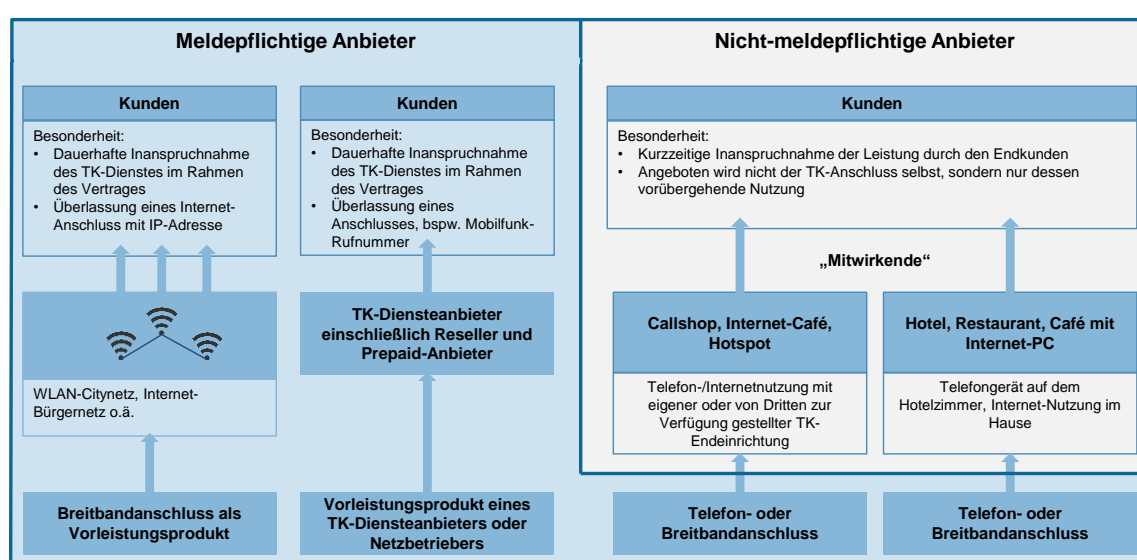 Meldepflichtige Anbieter
Kunden
Besonderheit:
• Dauerhafte Inanspruchnahme
des TK-Dienstes im Rahmen
des Vertrages
• Überlassung eines Internet-
Anschluss mit IP-Adresse
WLAN-Citynetz, Internet-
Bürgernetz o.ä.
Breitbandanschluss als
Vorleistungsprodukt
Kunden
Besonderheit:
• Dauerhafte Inanspruchnahme
des TK-Dienstes im Rahmen
des Vertrages
• Überlassung eines
Anschlusses, bspw. Mobilfunk-
Rufnummer
TK-Diensteanbieter
einschließlich Reseller und
Prepaid-Anbieter
Vorleistungsprodukt eines
TK-Diensteanbieters oder
Netzbetreibers
Nicht-meldepflichtige Anbieter
Kunden
Besonderheit:
• Kurzzeitige Inanspruchnahme der Leistung durch den Endkunden
• Angeboten wird nicht der TK-Anschluss selbst, sondern nur dessen
vorübergehende Nutzung
„Mitwirkende“
Callshop, Internet-Café,
Hotspot
Telefon-/Internetnutzung mit
eigener oder von Dritten zur
Verfügung gestellter TK-
Endeinrichtung
Telefon- oder
Breitbandanschluss
Hotel, Restaurant, Café mit
Internet-PC
Telefongerät auf dem
Hotelzimmer, Internet-Nutzung im
Hause
Telefon- oder
Breitbandanschluss